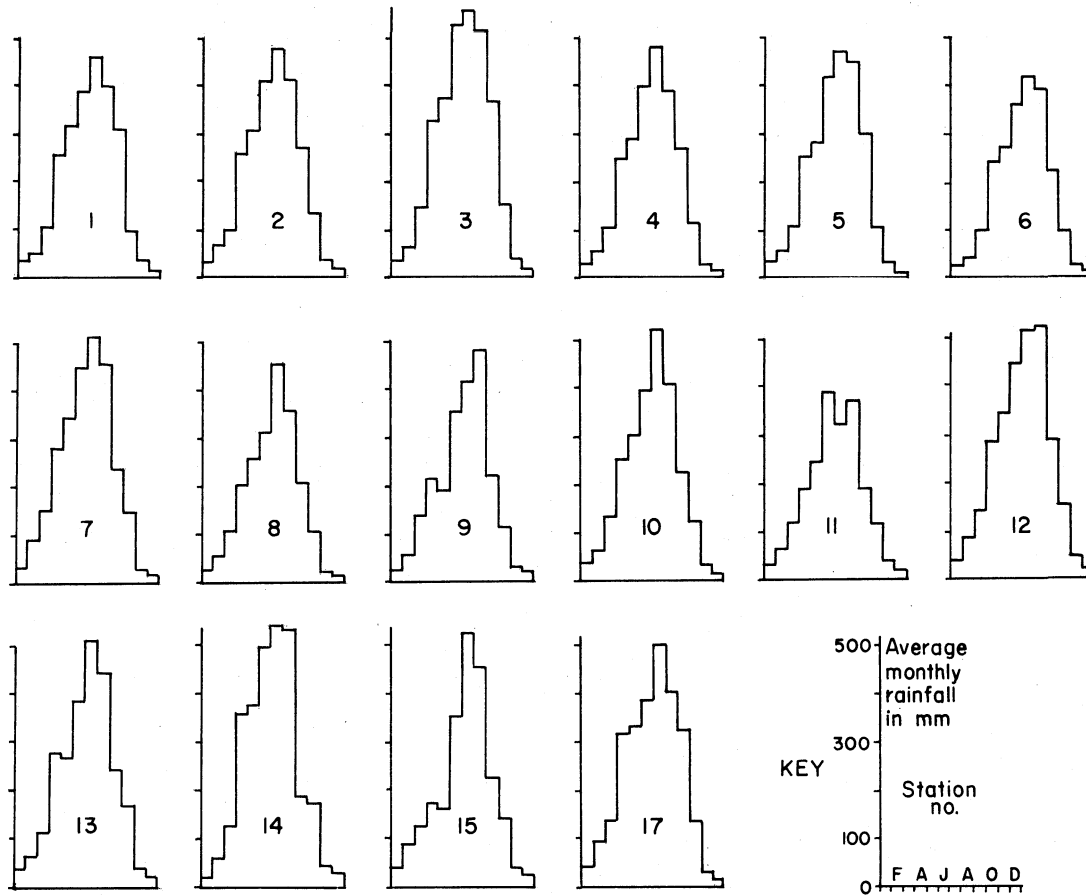 1 2 3 4 5 6
7 8 9 10 11 12
13 14 15 17
KEY
500 Average
monthly
rainfall
in mm
300
Station
no.
100
0 F A J A O D